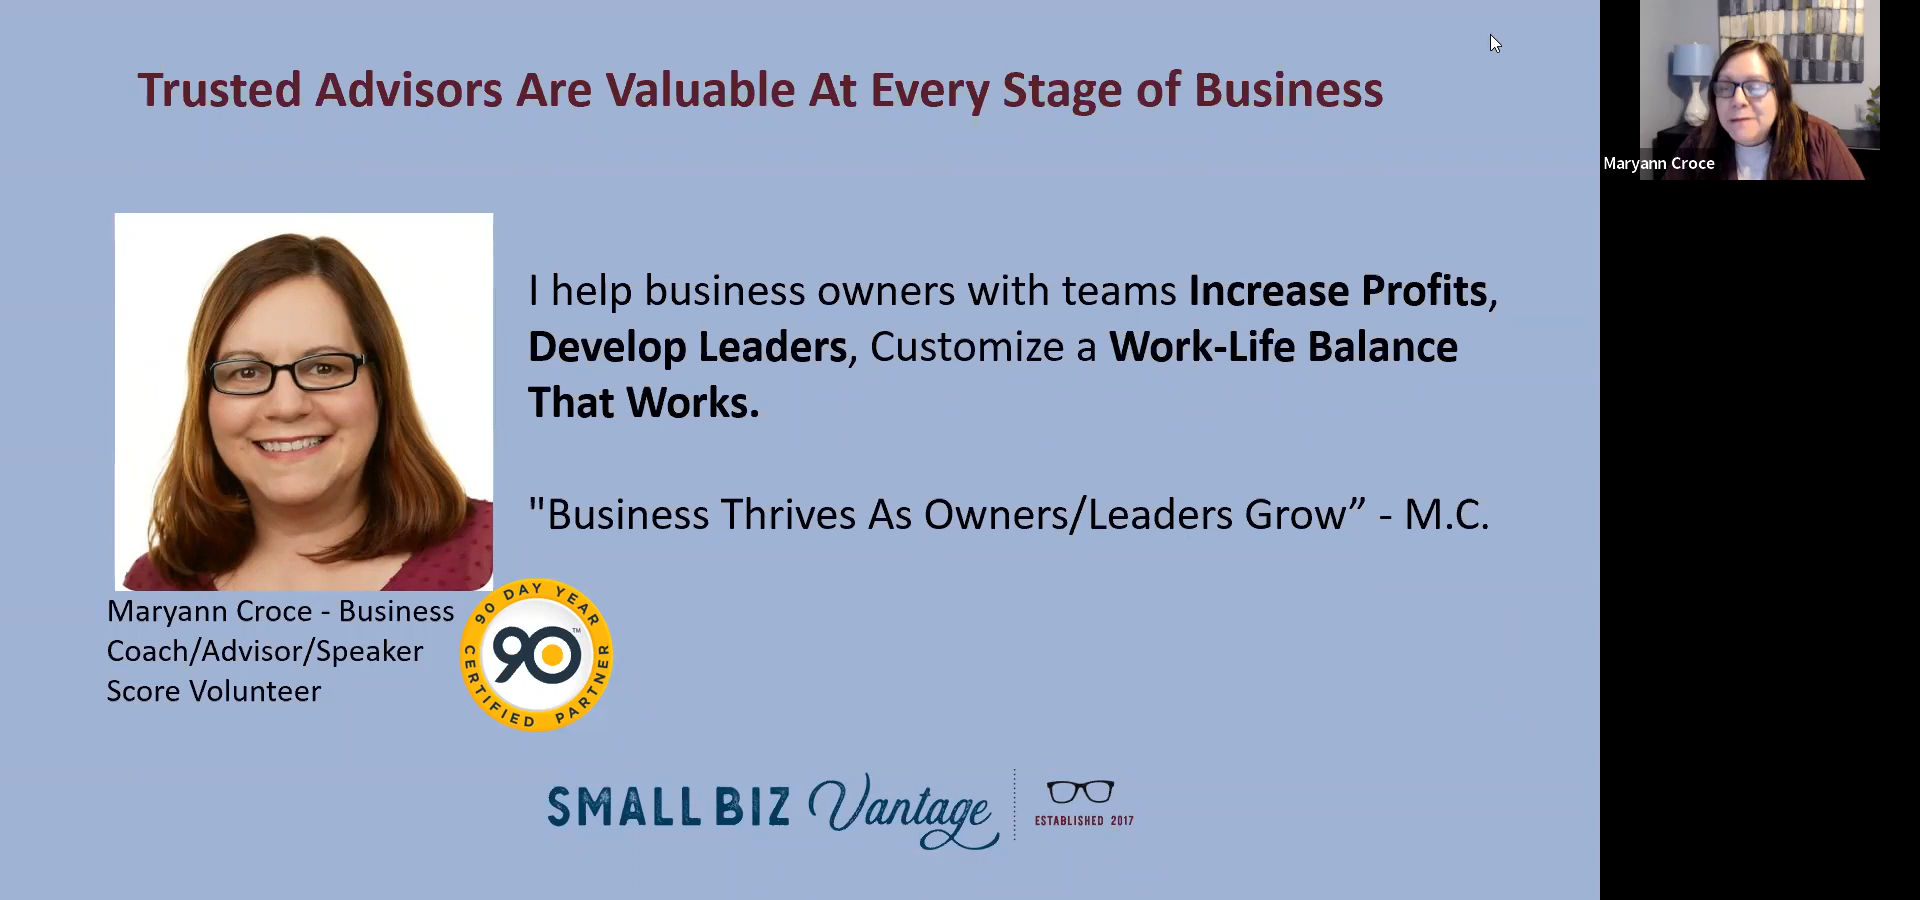 Trusted Advisors Are Valuable At Every Stage of Business
Maryann Croce
I help business owners with teams Increase Profits,
Develop Leaders, Customize a Work-Life Balance
That Works.
"Business Thrives As Owners/Leaders Grow” - M.C.
Maryann Croce - Business
Coach/Advisor/Speaker
Score Volunteer
90 DAY YEAR
90™
CERTIFIED PARTNER
SMALL BIZ Vantage
ESTABLISHED 2017